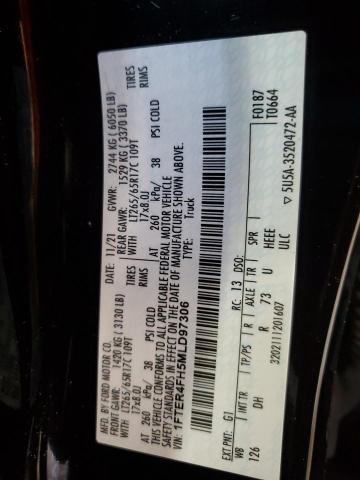 MFD. BY FORD MOTOR CO.
DATE: 11/21 GVWR: 2744 KG ( 6050 LB)
FRONT GAWR: 1420 KG ( 3130 LB) REAR GAWR: 1529 KG ( 3370 LB)
WITH LT265/65R17C 109T WITH LT265/65R17C 109T TIRES
17x8.0J 17x8.0J RIMS
AT 260 kPa/ 38 PSI COLD AT 260 kPa/ 38 PSI COLD
THIS VEHICLE CONFORMS TO ALL APPLICABLE FEDERAL MOTOR VEHICLE
SAFETY STANDARDS IN EFFECT ON THE DATE OF MANUFACTURE SHOWN ABOVE.
VIN: 1FTER4FH5MLD97306
TYPE: Truck
F0187
T0664
EXT PNT: G1 RC: 13 DSO:
WB INT TR TP/PS R AXLE TR SPR
126 DH R 73 U HEEE
3202111201607 ULC
5U5A-3520472-AA